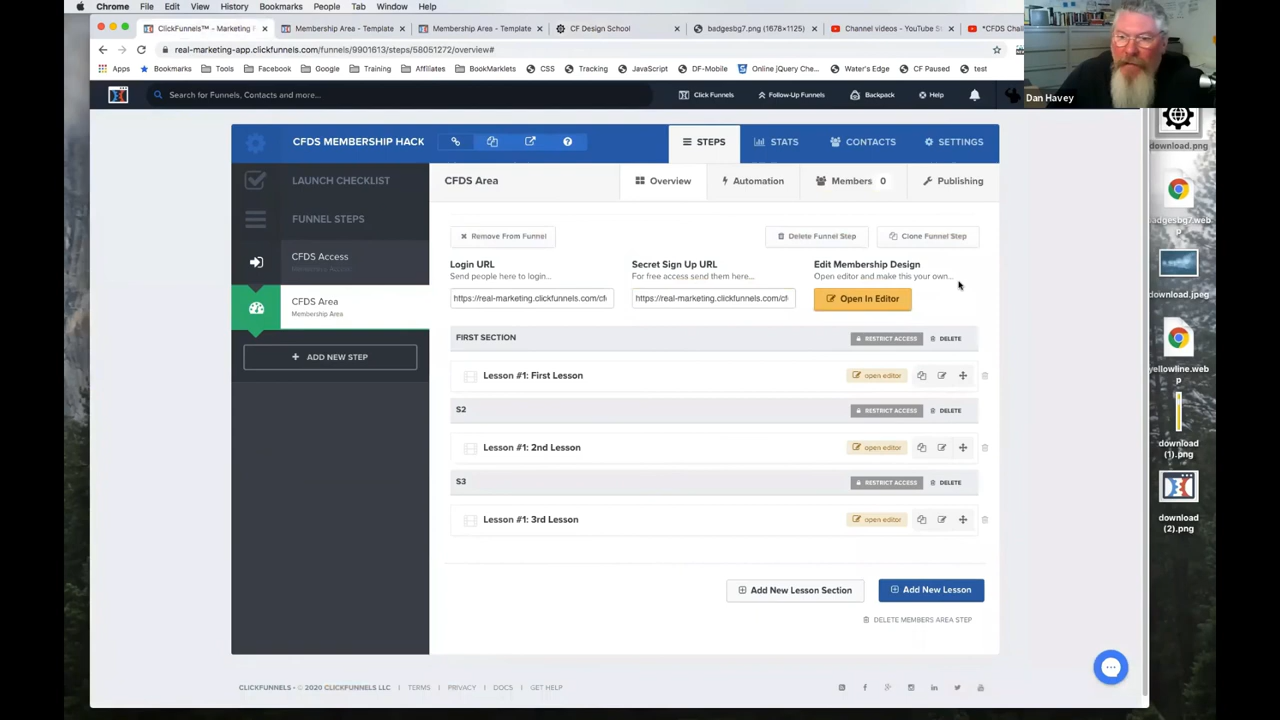 Chrome File Edit View History Bookmarks People Tab Window Help
ClickFunnels™ - Marketing F
Membership Area - Template
Membership Area - Template
CF Design School
badgesbg7.png (1678×1125)
Channel videos - YouTube S
*CFDS Chall
real-marketing-app.clickfunnels.com/funnels/9901613/steps/58051272/overview#
Apps Bookmarks Tools Facebook Google Training Affiliates BookMarklets CSS Tracking JavaScript DF-Mobile Online jQuery Che... Water's Edge CF Paused test
Dan Havey
Search for Funnels, Contacts and more...
Click Funnels Follow-Up Funnels Backpack Help
CFDS MEMBERSHIP HACK
STEPS STATS CONTACTS SETTINGS
LAUNCH CHECKLIST
FUNNEL STEPS
CFDS Access
Membership Access
CFDS Area
Membership Area
ADD NEW STEP
CFDS Area
Overview Automation Members 0 Publishing
Remove From Funnel Delete Funnel Step Clone Funnel Step
Login URL
Send people here to login...
https://real-marketing.clickfunnels.com/cf
Secret Sign Up URL
For free access send them here...
https://real-marketing.clickfunnels.com/cf
Edit Membership Design
Open editor and make this your own...
Open In Editor
FIRST SECTION RESTRICT ACCESS DELETE
Lesson #1: First Lesson open editor
S2 RESTRICT ACCESS DELETE
Lesson #1: 2nd Lesson open editor
S3 RESTRICT ACCESS DELETE
Lesson #1: 3rd Lesson open editor
Add New Lesson Section Add New Lesson
DELETE MEMBERS AREA STEP
CLICKFUNNELS - © 2020 CLICKFUNNELS LLC | TERMS | PRIVACY | DOCS | GET HELP
download.png
badgesbg7.web
p
download.jpeg
yellowline.web
p
download
(1).png
download
(2).png